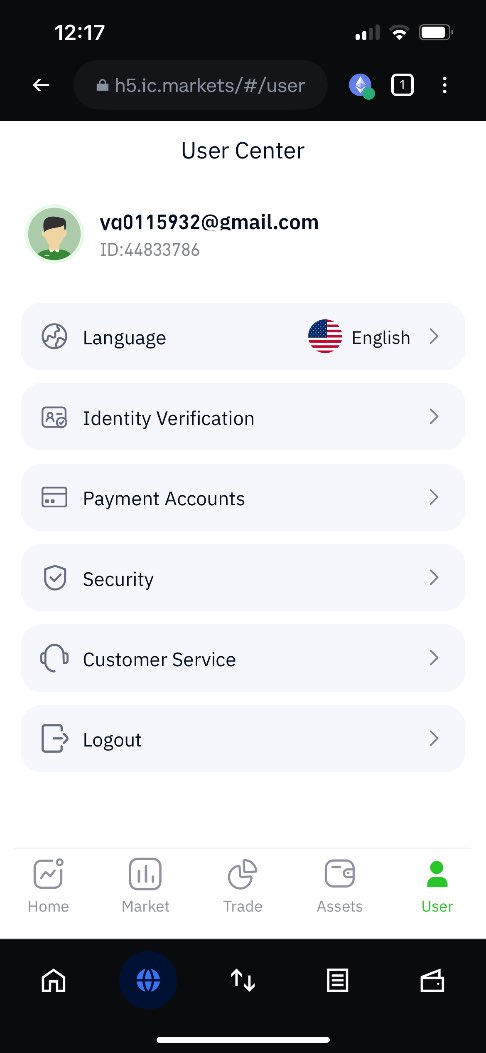 12:17
h5.ic.markets/#/user
1
User Center
vq0115932@gmail.com
ID:44833786
Language English
Identity Verification
Payment Accounts
Security
Customer Service
Logout
Home Market Trade Assets User